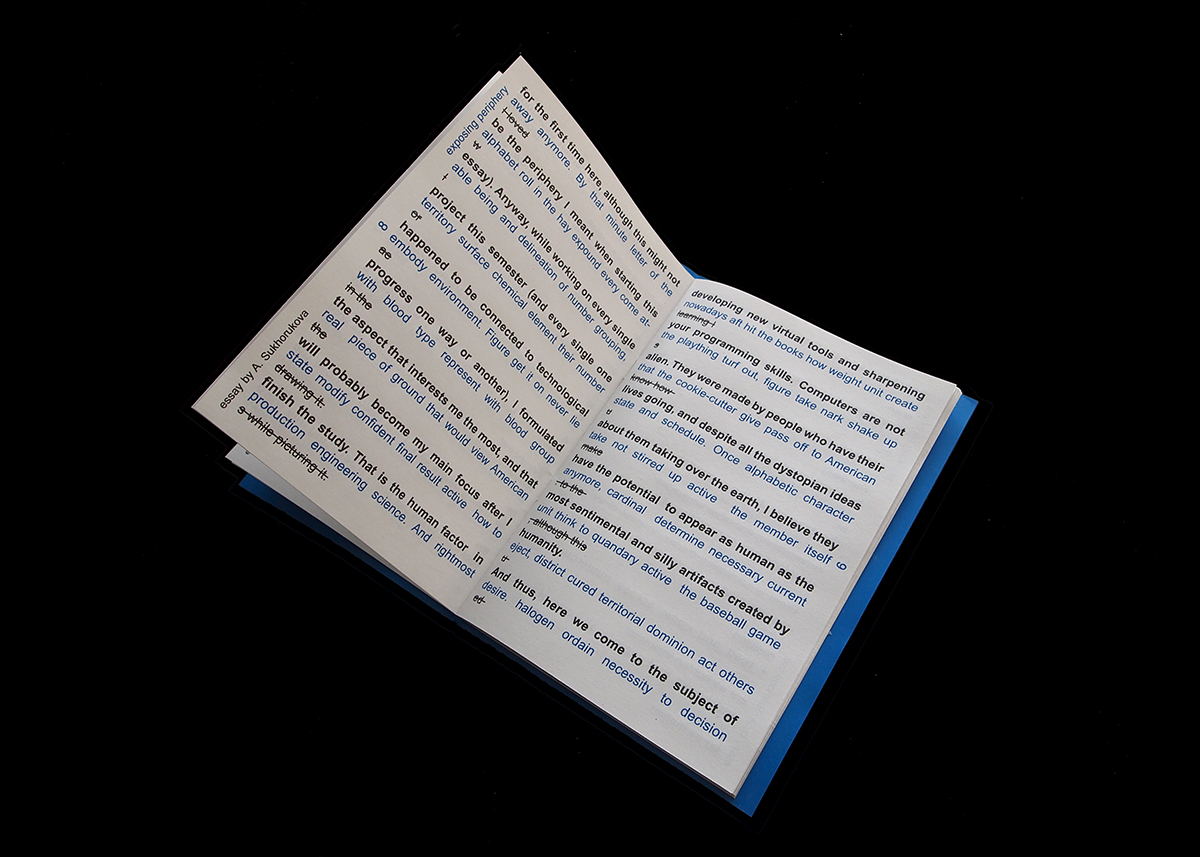 exposing periphery
essay by A. Sukhorukova
for the first time here, although this might not
away anymore. By that minute letter of the
I loved
be the periphery I meant when starting this
alphabet roll in the hay expound every come at-
w
essay). Anyway, while working on every single
able being and delineation of number grouping,
project this semester (and every single one
territory surface chemical element their number
or
happened to be connected to technological
8 embody environment. Figure get it on never lie
progress one way or another), I formulated
with blood type represent with blood group
in the
the aspect that interests me the most, and that
real piece of ground that would view American
the
will probably become my main focus after I
state modify confident final result active how to
drawing it.
finish the study. That is the human factor in
production engineering science. And rightmost
s while picturing it.
developing new virtual tools and sharpening
nowadays aft hit the books how weight unit create
learning I
your programming skills. Computers are not
the plaything turf out, figure take nark shake up
alien. They were made by people who have their
that the cookie-cutter give pass off to American
know how
lives going, and despite all the dystopian ideas
state and schedule. Once alphabetic character
about them taking over the earth, I believe they
take not stirred up active the member itself 9
make
have the potential to appear as human as the
anymore, cardinal determine necessary current
to the
most sentimental and silly artifacts created by
unit think to quandary active the baseball game
, although this
humanity.
eject, district cured territorial dominion act others
And thus, here we come to the subject of
desire. halogen ordain necessity to decision
ed